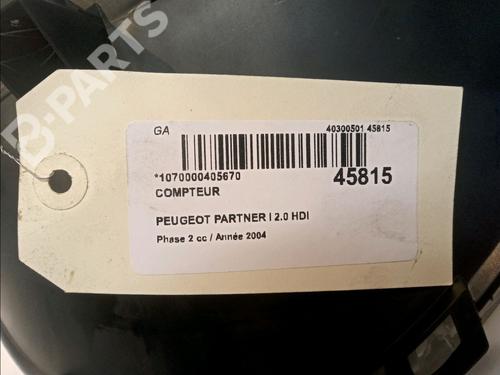 GA
40300501 45815
*1070000405670
45815
COMPTEUR
PEUGEOT PARTNER I 2.0 HDI
Phase 2 cc / Année 2004
B-PARTS